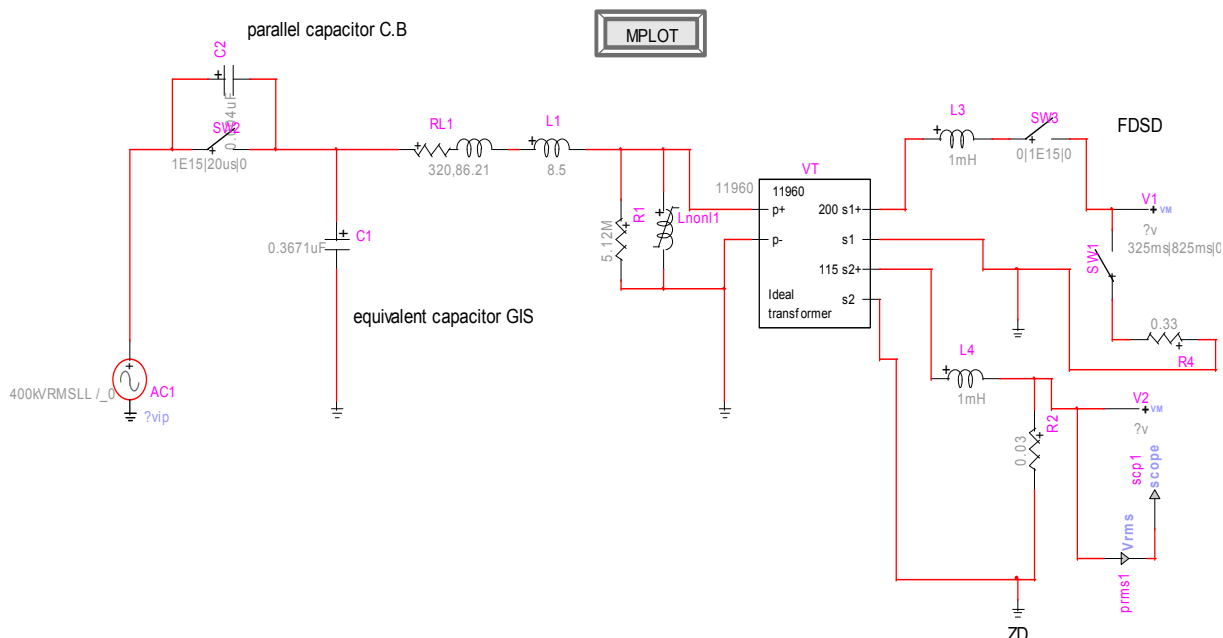 parallel capacitor C.B
MPLOT
C2
SW2
1E15|20us|0
RL1
320,86.21
L1
8.5
L3
1mH
SW3
0|1E15|0
FDSD
VT
11960
11960
p+
p-
200 s1+
s1
115 s2+
s2
Ideal
transformer
R1
5.12M
Lnonl1
V1
VM
?v
325ms|825ms|0
SW1
0.33
R4
C1
0.3671uF
equivalent capacitor GIS
L4
1mH
R2
0.03
V2
VM
?v
scp1
scope
Vrms
prms1
400kVRMSLL /_0
AC1
?vip
ZD